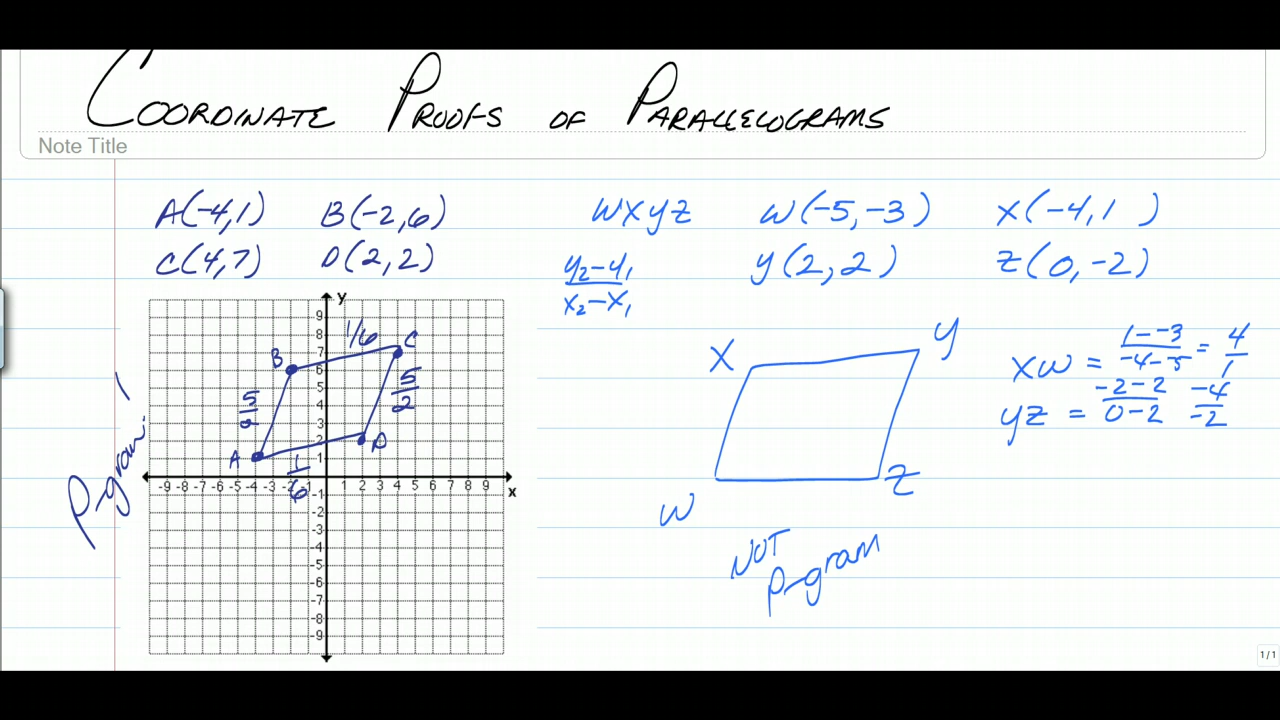 COORDINATE PROOFS OF PARALLELOGRAMS
Note Title
A(-4,1) B(-2,6)
C(4,7) D(2,2)
y
9
8
7
6
5
4
3
2
1
-9 -8 -7 -6 -5 -4 -3 -2 -1 1 2 3 4 5 6 7 8 9
x
-1
-2
-3
-4
-5
-6
-7
-8
-9
B
1/6
C
5/2
5/2
A
D
1/6
P-gram!
WXYZ W(-5,-3) X(-4,1)
y₂-y₁/x₂-x₁ Y(2,2) Z(0,-2)
X
Y
W
Z
NOT
P-gram
XW = 1--3/-4--5 = 4/1
YZ = -2-2/0-2 -4/-2
1/1